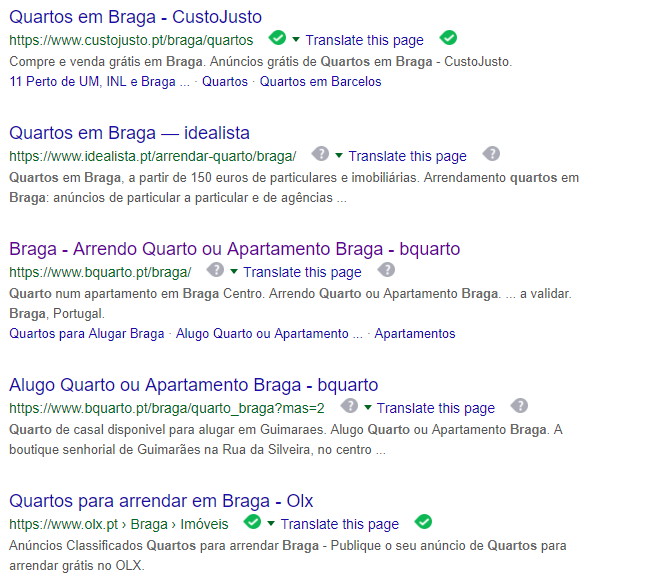 Quartos em Braga - CustoJusto
https://www.custojusto.pt/braga/quartos Translate this page
Compre e venda grátis em Braga. Anúncios grátis de Quartos em Braga - CustoJusto.
11 Perto de UM, INL e Braga ... · Quartos · Quartos em Barcelos
Quartos em Braga — idealista
https://www.idealista.pt/arrendar-quarto/braga/ ? Translate this page ?
Quartos em Braga, a partir de 150 euros de particulares e imobiliárias. Arrendamento quartos em
Braga: anúncios de particular a particular e de agências ...
Braga - Arrendo Quarto ou Apartamento Braga - bquarto
https://www.bquarto.pt/braga/ ? Translate this page ?
Quarto num apartamento em Braga Centro. Arrendo Quarto ou Apartamento Braga. ... a validar.
Braga, Portugal.
Quartos para Alugar Braga · Alugo Quarto ou Apartamento ... · Apartamentos
Alugo Quarto ou Apartamento Braga - bquarto
https://www.bquarto.pt/braga/quarto_braga?mas=2 ? Translate this page ?
Quarto de casal disponivel para alugar em Guimaraes. Alugo Quarto ou Apartamento Braga. A
boutique senhorial de Guimarães na Rua da Silveira, no centro ...
Quartos para arrendar em Braga - Olx
https://www.olx.pt › Braga › Imóveis Translate this page
Anúncios Classificados Quartos para arrendar Braga - Publique o seu anúncio de Quartos para
arrendar grátis no OLX.